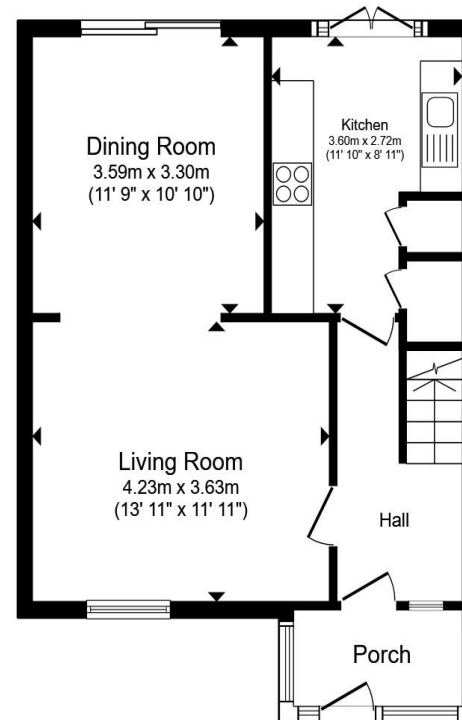 Dining Room
3.59m x 3.30m
(11' 9" x 10' 10")
Kitchen
3.60m x 2.72m
(11' 10" x 8' 11")
Living Room
4.23m x 3.63m
(13' 11" x 11' 11")
Hall
Porch